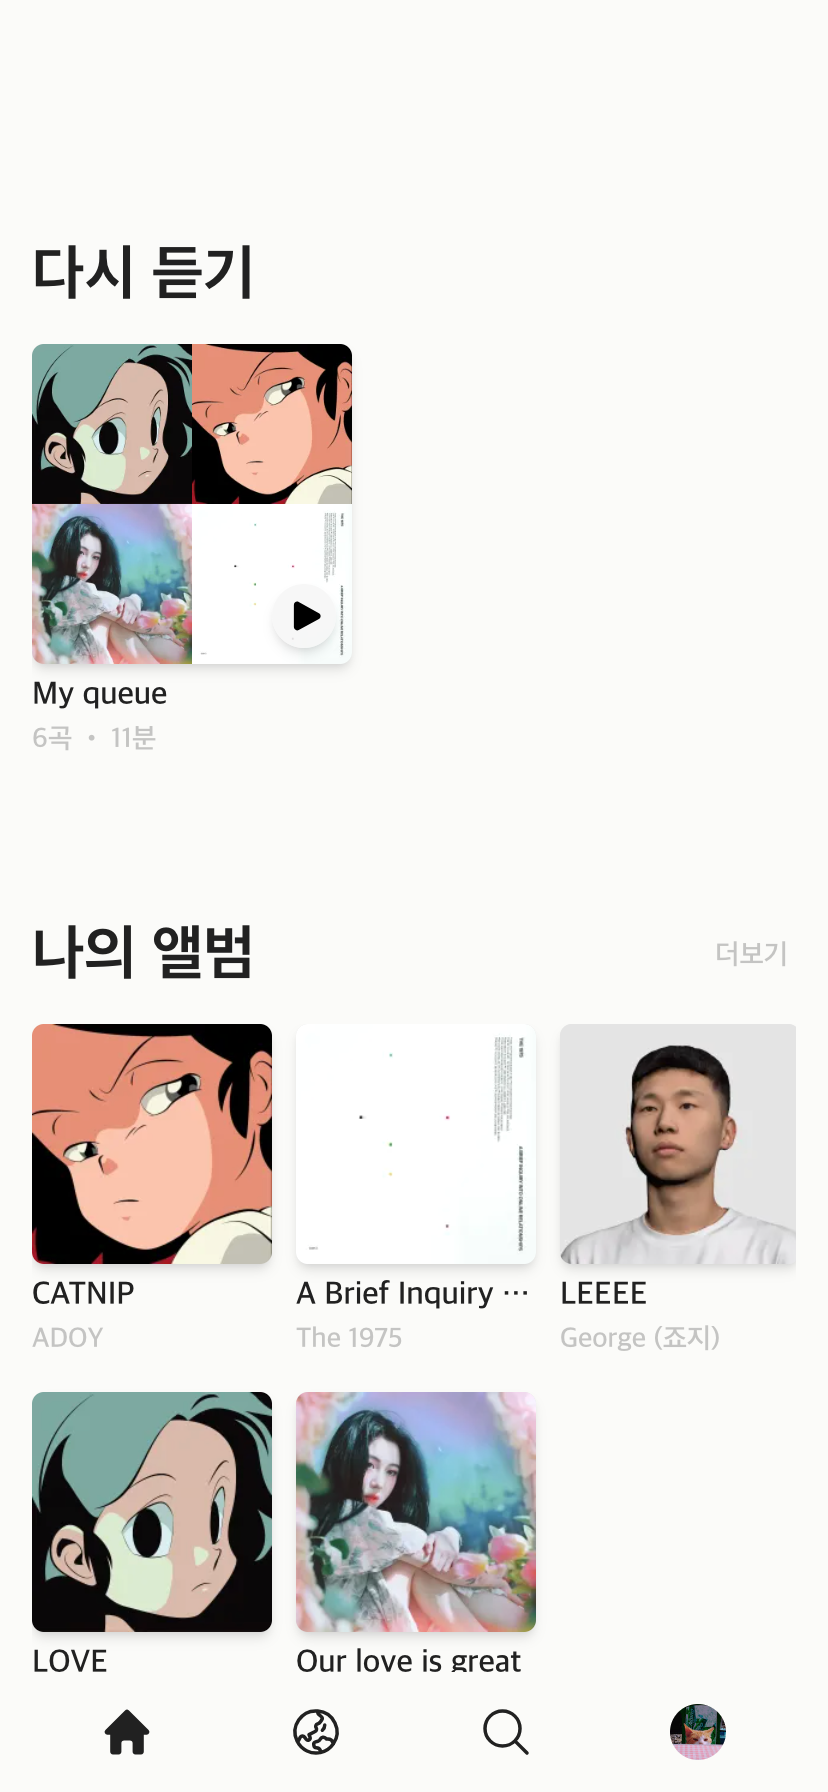 다시 듣기
My queue
6곡 • 11분
나의 앨범
더보기
CATNIP
ADOY
A Brief Inquiry ···
The 1975
LEEEE
George (죠지)
LOVE
Our love is great